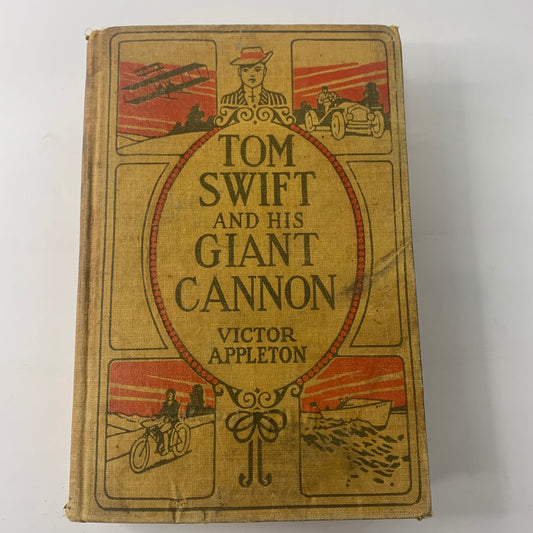 TOM
SWIFT
AND HIS
GIANT
CANNON
VICTOR
APPLETON